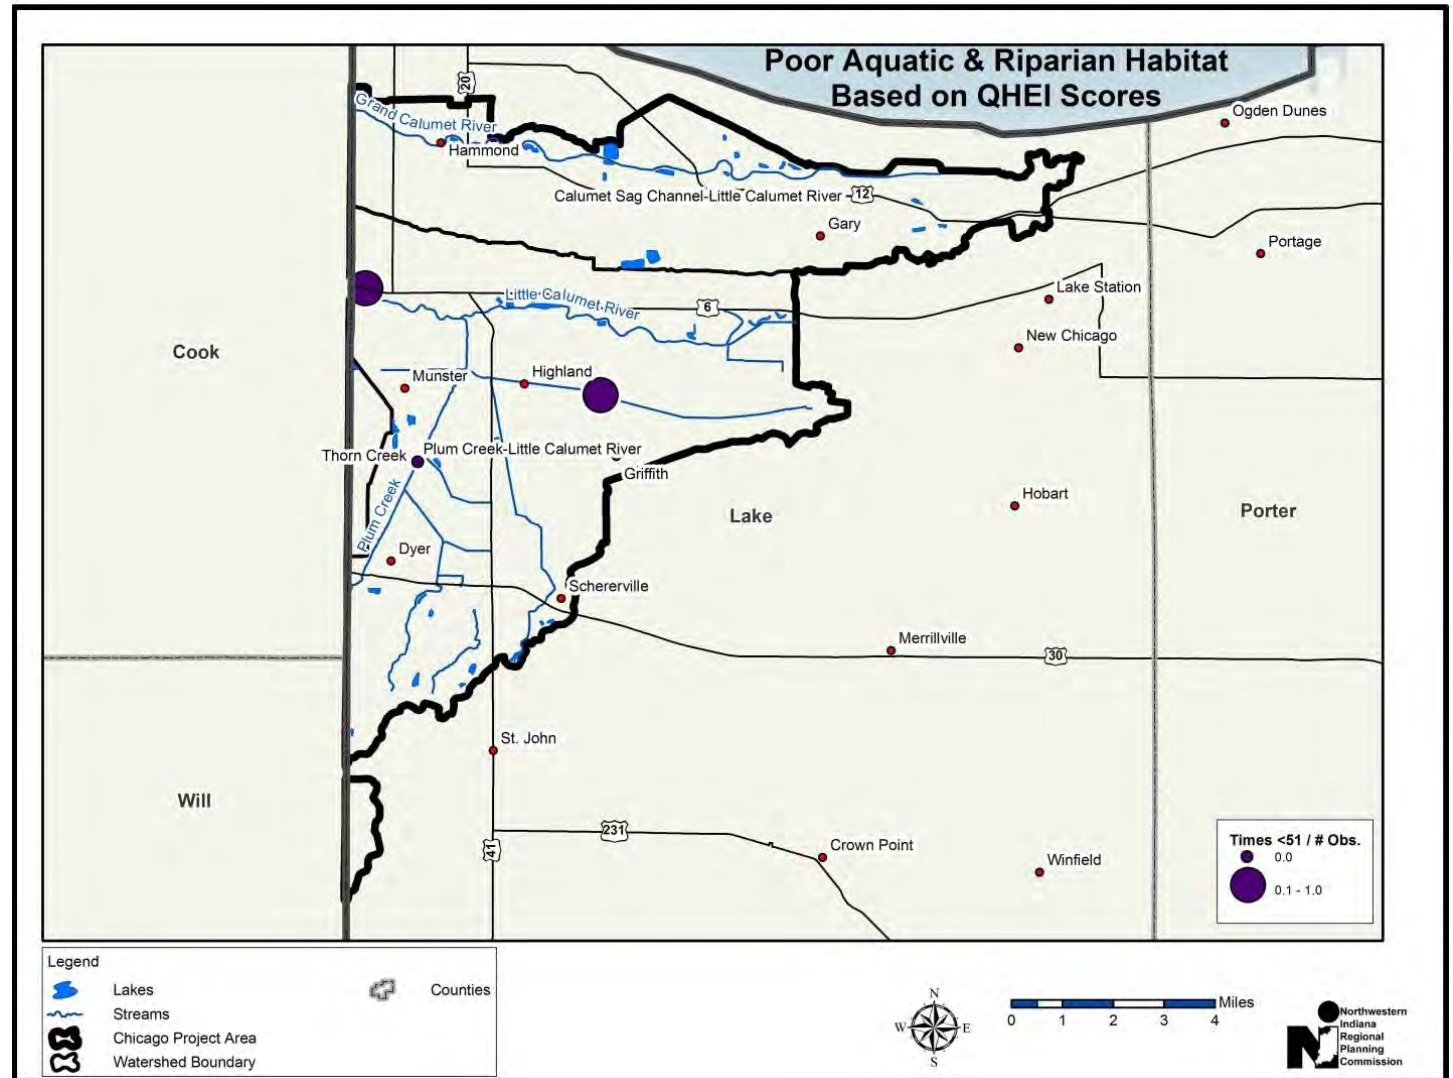 Poor Aquatic & Riparian Habitat
Based on QHEI Scores
20
Ogden Dunes
Grand Calumet River
Hammond
Calumet Sag Channel-Little Calumet River
12
Gary
Portage
Lake Station
Little Calumet River
6
New Chicago
Cook
Munster
Highland
Thorn Creek
Plum Creek-Little Calumet River
Griffith
Plum Creek
Hobart
Lake
Porter
Dyer
Schererville
Merrillville
30
St. John
Will
231
41
Crown Point
Winfield
Times <51 / # Obs.
0.0
0.1 - 1.0
Legend
Lakes
Counties
Streams
Chicago Project Area
Watershed Boundary
N
W
E
S
Miles
0 1 2 3 4
Northwestern
Indiana
Regional
Planning
Commission